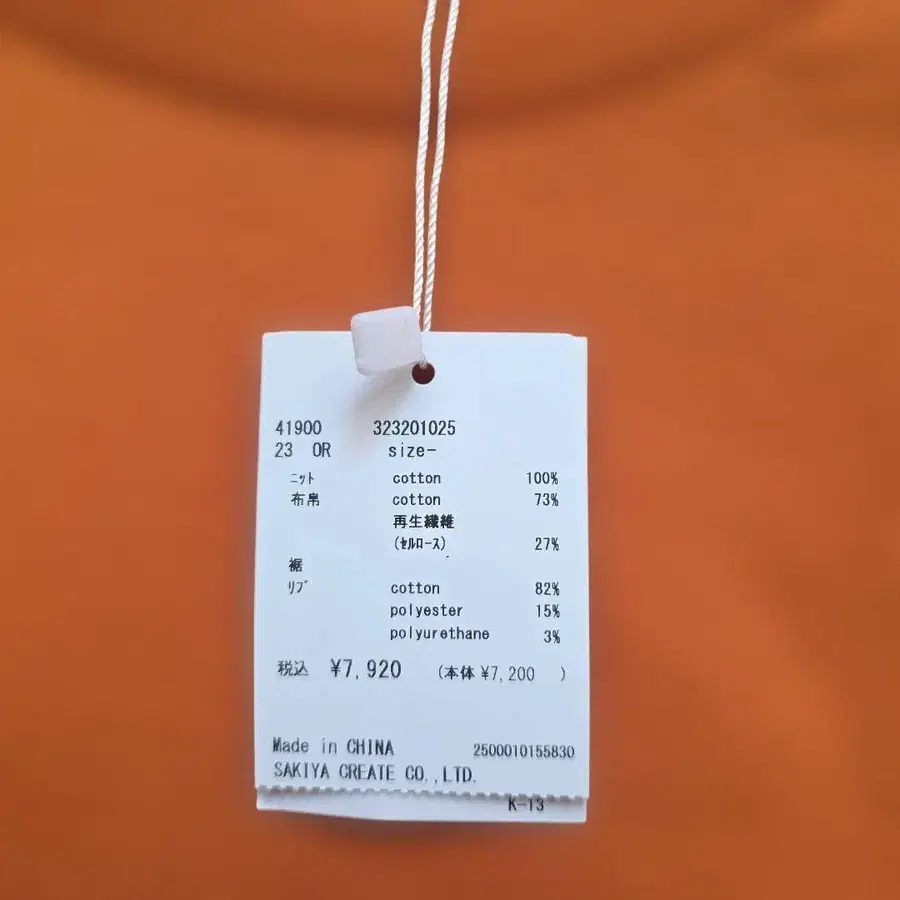 41900 323201025
23 OR size-
ニット cotton 100%
布帛 cotton 73%
再生繊維
(セルロース) 27%
裾
リブ cotton 82%
polyester 15%
polyurethane 3%
税込 ¥7,920 (本体 ¥7,200 )
Made in CHINA 2500010155830
SAKIYA CREATE CO.,LTD.
K-13